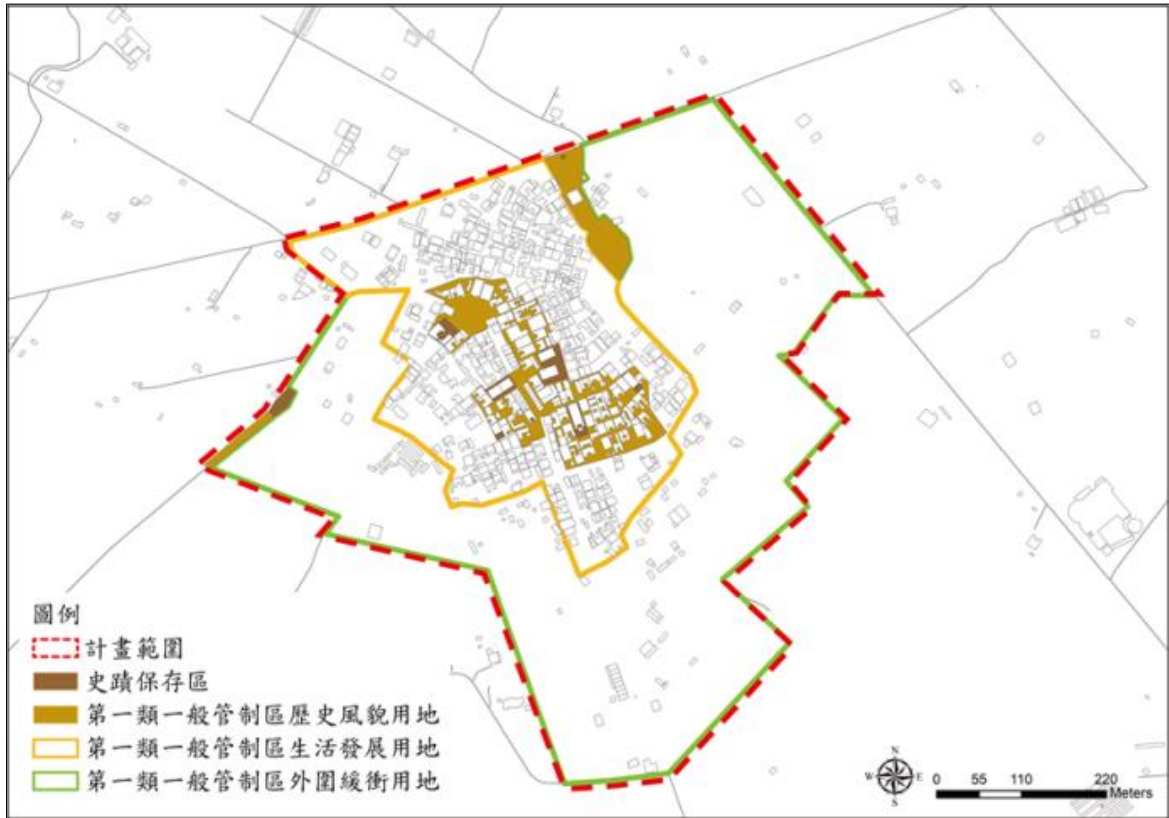 圖例
計畫範圍
史蹟保存區
第一類一般管制區歷史風貌用地
第一類一般管制區生活發展用地
第一類一般管制區外圍緩衝用地
N
W E
S
0 55 110 220
Meters